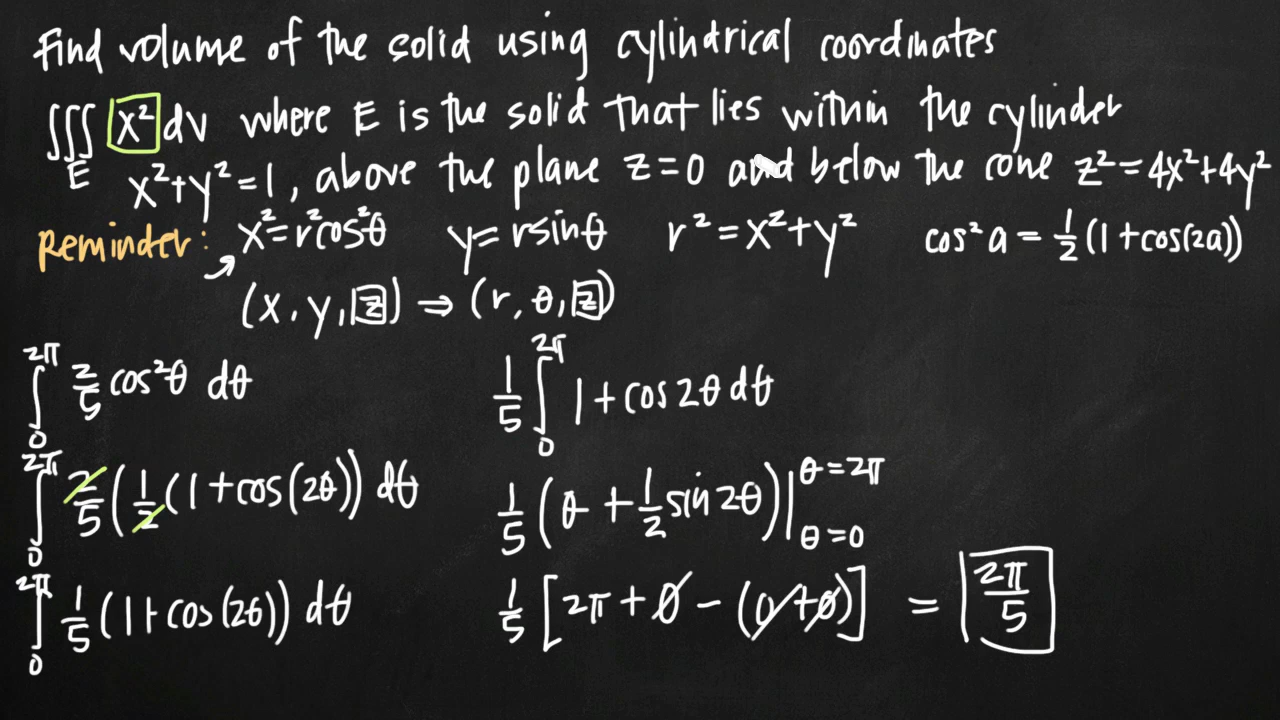 Find volume of the solid using cylindrical coordinates
∭_E x² dV where E is the solid that lies within the cylinder
x²+y²=1, above the plane z=0 and below the cone z²=4x²+4y²
Reminder: x²=r²cos²θ y=rsinθ r²=x²+y² cos²a=1/2(1+cos(2a))
(x,y,z) ⇒ (r,θ,z)
∫_0^2π 2/5 cos²θ dθ
∫_0^2π 2/5(1/2(1+cos(2θ)) dθ
∫_0^2π 1/5(1+cos(2θ)) dθ
1/5 ∫_0^2π 1+cos2θ dθ
1/5(θ+1/2 sin2θ)|_θ=0^θ=2π
1/5[2π+0-(0+0)] = 2π/5